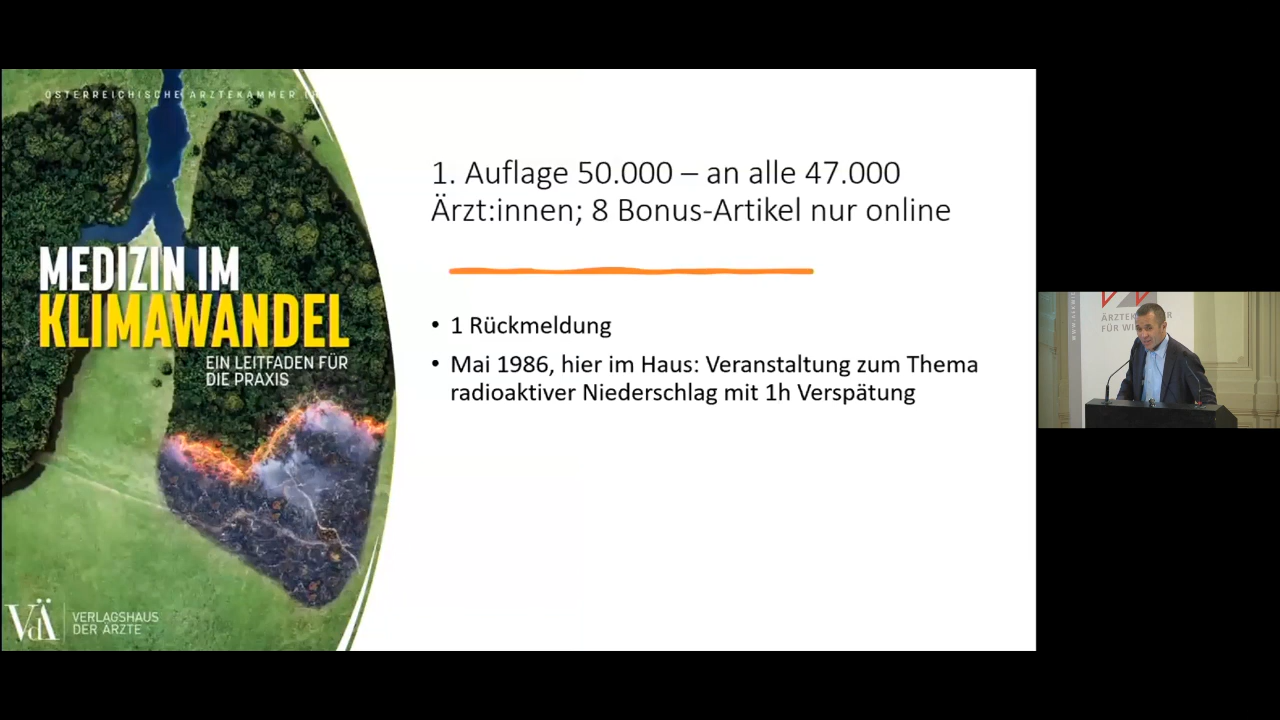 ÖSTERREICHISCHE ÄRZTEKAMMER
MEDIZIN IM
KLIMAWANDEL
EIN LEITFADEN FÜR
DIE PRAXIS
VdÄ
VERLAGSHAUS
DER ÄRZTE
1. Auflage 50.000 – an alle 47.000
Ärzt:innen; 8 Bonus-Artikel nur online
• 1 Rückmeldung
• Mai 1986, hier im Haus: Veranstaltung zum Thema
radioaktiver Niederschlag mit 1h Verspätung
FÜR